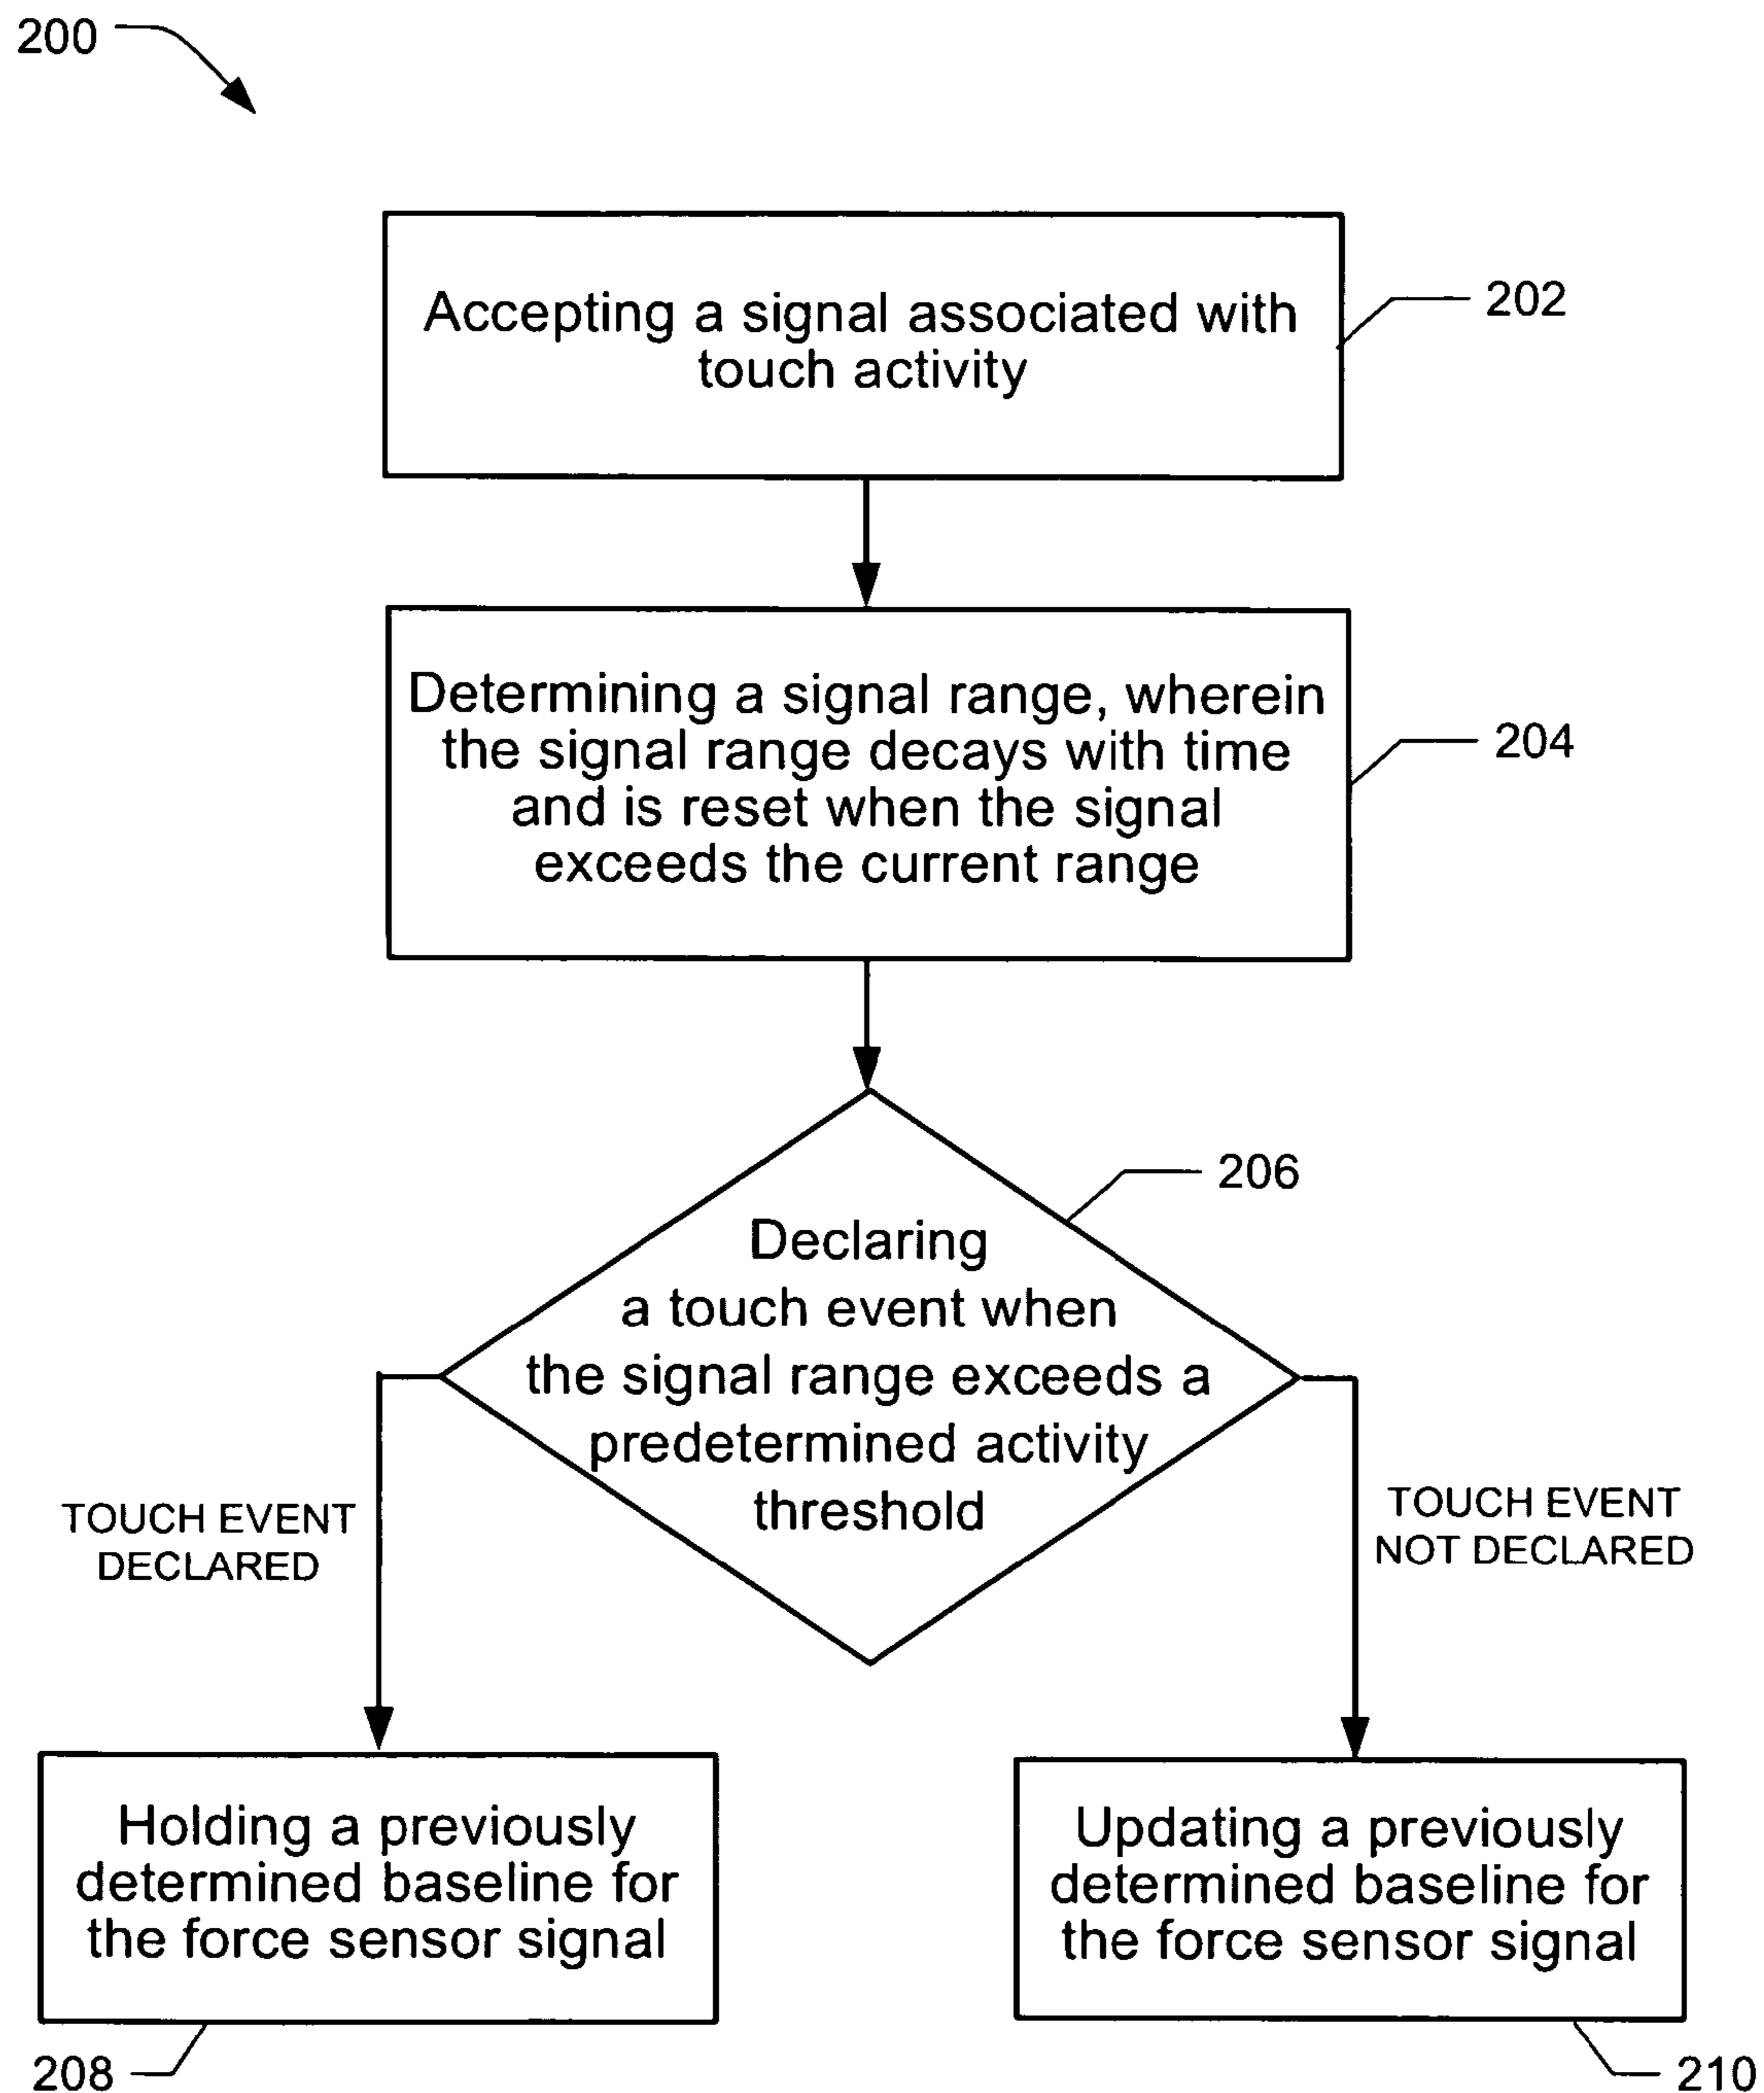 200
Accepting a signal associated with
touch activity
202
Determining a signal range, wherein
the signal range decays with time
and is reset when the signal
exceeds the current range
204
206
Declaring
a touch event when
the signal range exceeds a
predetermined activity
threshold
TOUCH EVENT
DECLARED
TOUCH EVENT
NOT DECLARED
Holding a previously
determined baseline for
the force sensor signal
Updating a previously
determined baseline for
the force sensor signal
208
210